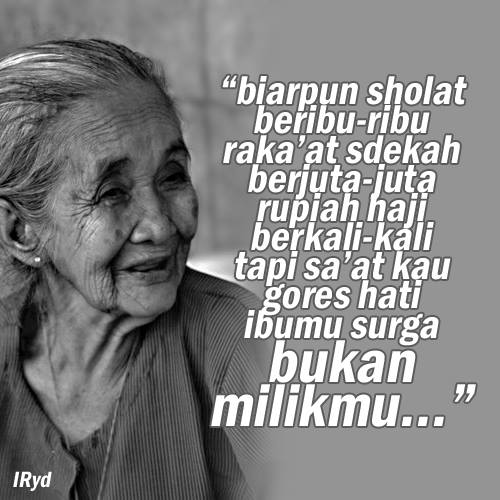 “biarpun sholat
beribu-ribu
raka’at sdekah
berjuta-juta
rupiah haji
berkali-kali
tapi sa’at kau
gores hati
ibumu surga
bukan
milikmu...”
IRyd